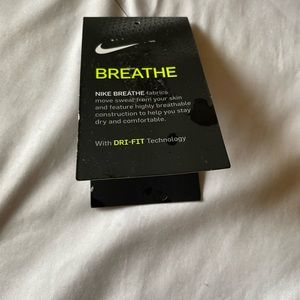 BREATHE
NIKE BREATHE fabrics
move sweat from your skin
and feature highly breathable
construction to help you stay
dry and comfortable.
With DRI-FIT Technology